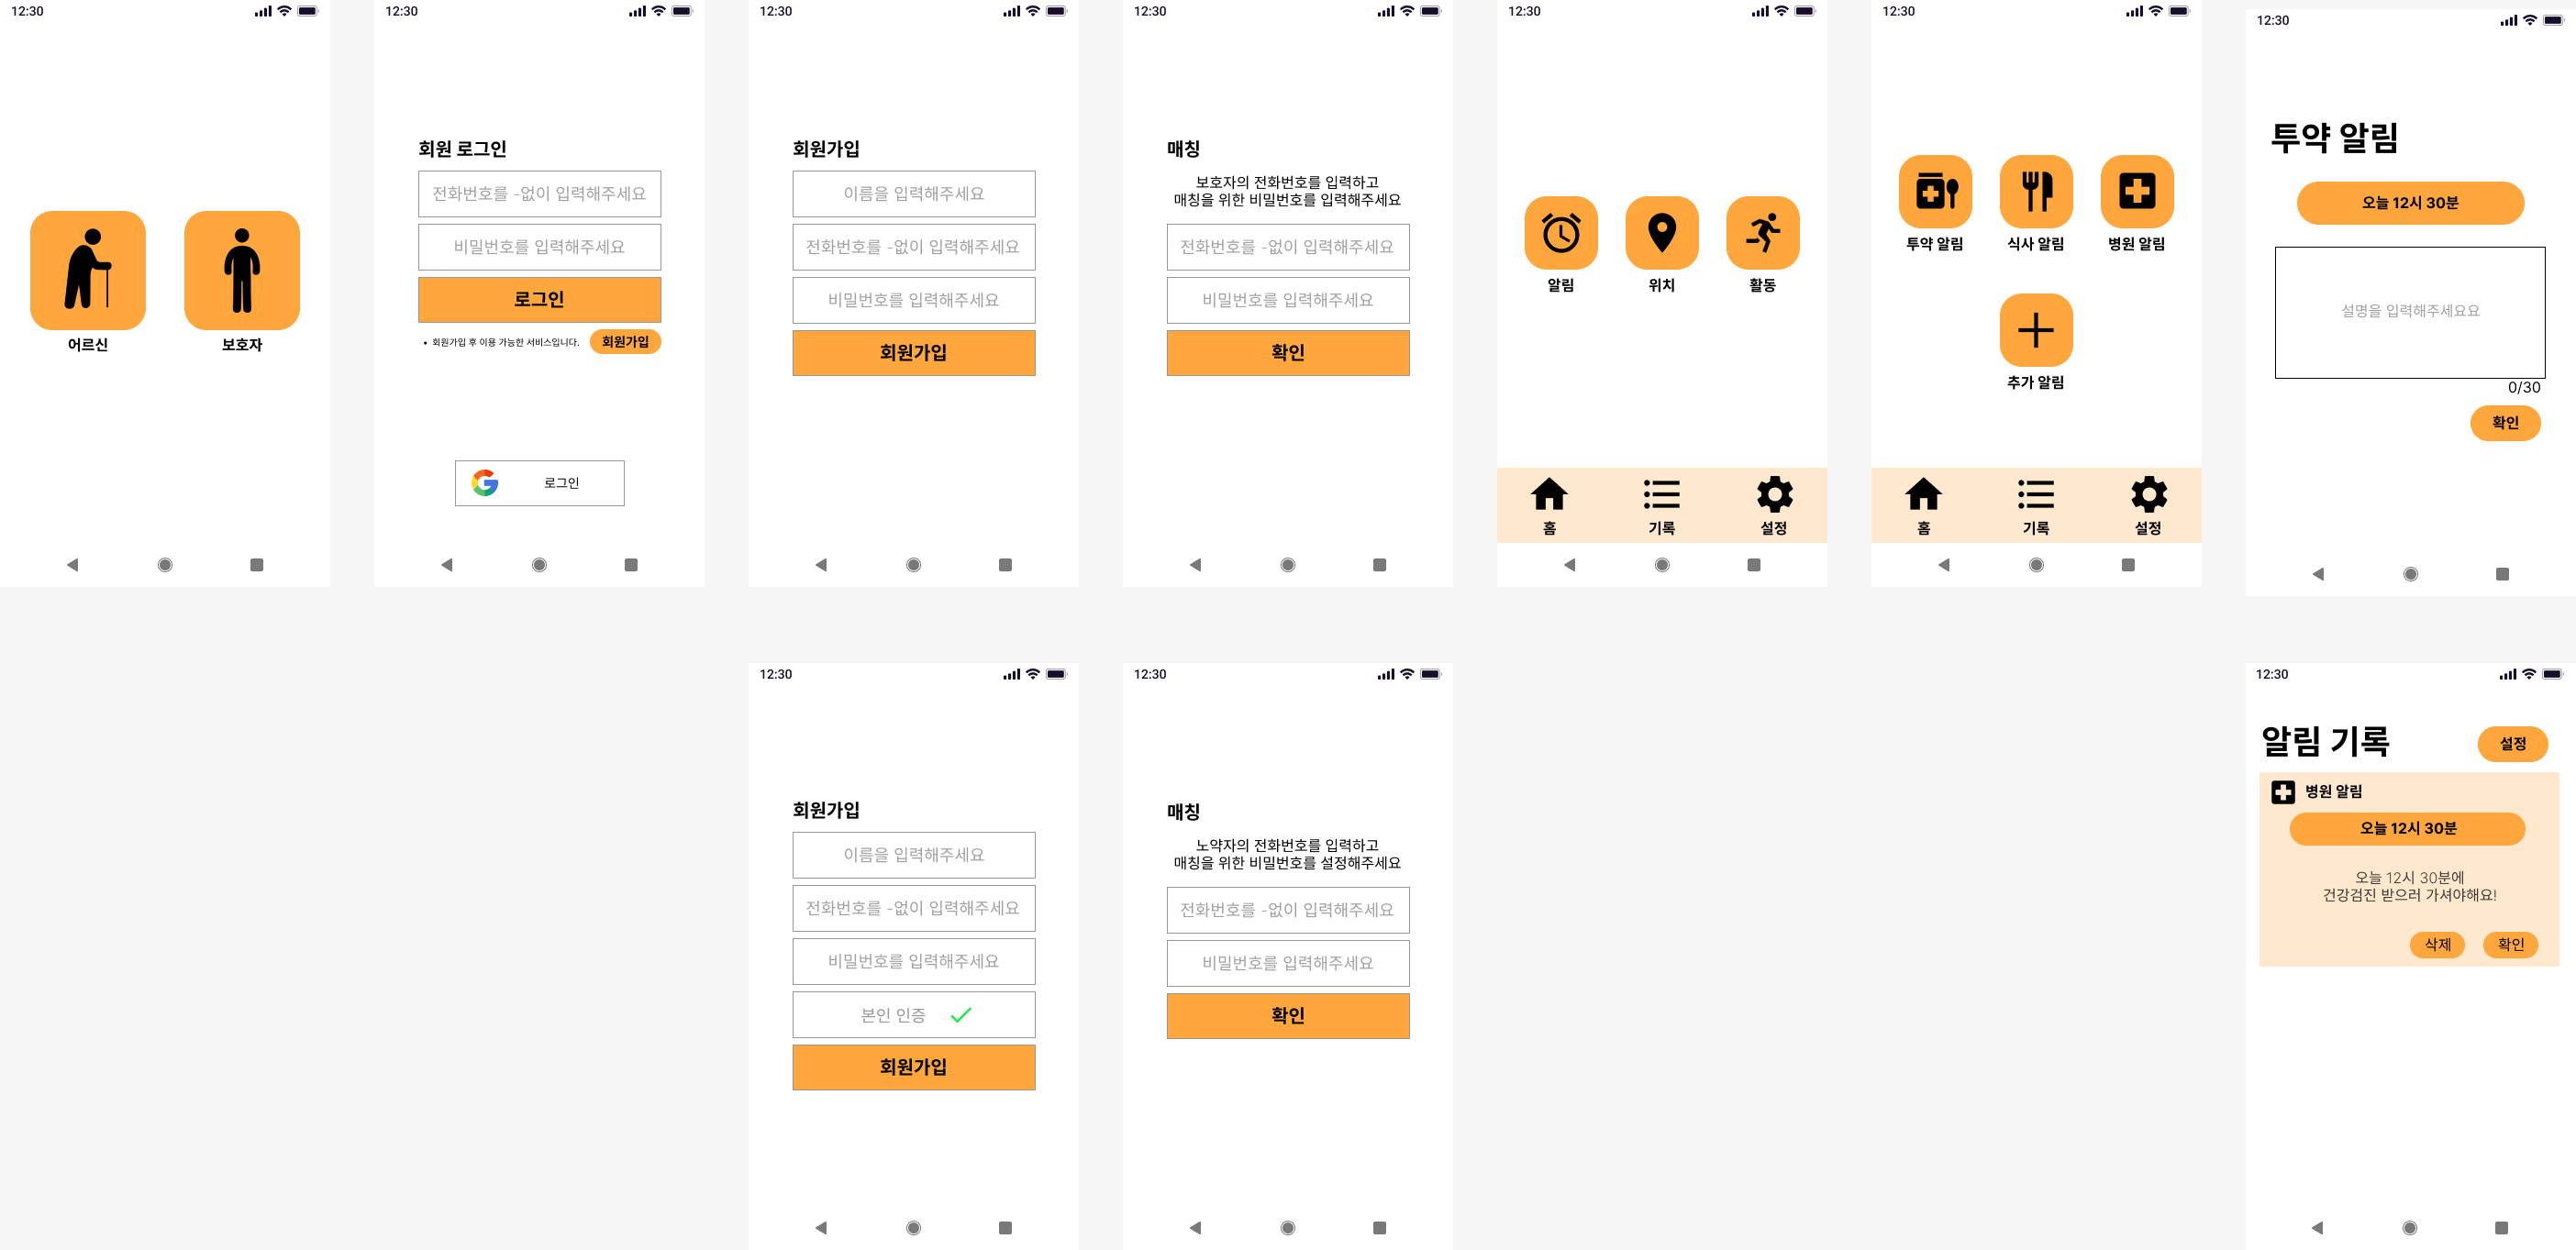 12:30
어르신
보호자
12:30
회원 로그인
전화번호를 -없이 입력해주세요
비밀번호를 입력해주세요
로그인
• 회원가입 후 이용 가능한 서비스입니다.
회원가입
로그인
12:30
회원가입
이름을 입력해주세요
전화번호를 -없이 입력해주세요
비밀번호를 입력해주세요
회원가입
12:30
매칭
보호자의 전화번호를 입력하고
매칭을 위한 비밀번호를 입력해주세요
전화번호를 -없이 입력해주세요
비밀번호를 입력해주세요
확인
12:30
알림
위치
활동
홈
기록
설정
12:30
투약 알림
식사 알림
병원 알림
추가 알림
홈
기록
설정
12:30
투약 알림
오늘 12시 30분
설명을 입력해주세요요
0/30
확인
12:30
회원가입
이름을 입력해주세요
전화번호를 -없이 입력해주세요
비밀번호를 입력해주세요
본인 인증
회원가입
12:30
매칭
노약자의 전화번호를 입력하고
매칭을 위한 비밀번호를 설정해주세요
전화번호를 -없이 입력해주세요
비밀번호를 입력해주세요
확인
12:30
알림 기록
설정
병원 알림
오늘 12시 30분
오늘 12시 30분에
건강검진 받으러 가셔야해요!
삭제
확인